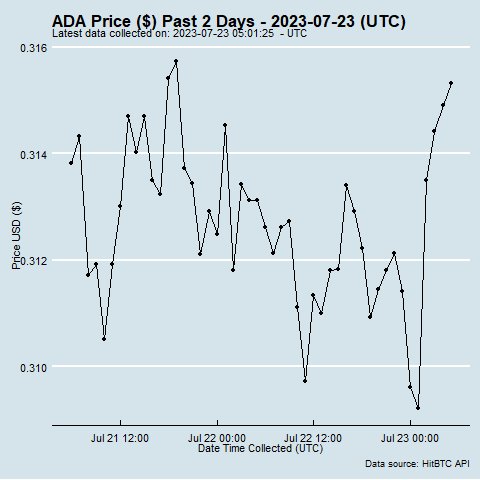 ADA Price ($) Past 2 Days - 2023-07-23 (UTC)
Latest data collected on: 2023-07-23 05:01:25 - UTC
0.316
0.314
0.312
0.310
Price USD ($)
Jul 21 12:00 Jul 22 00:00 Jul 22 12:00 Jul 23 00:00
Date Time Collected (UTC)
Data source: HitBTC API